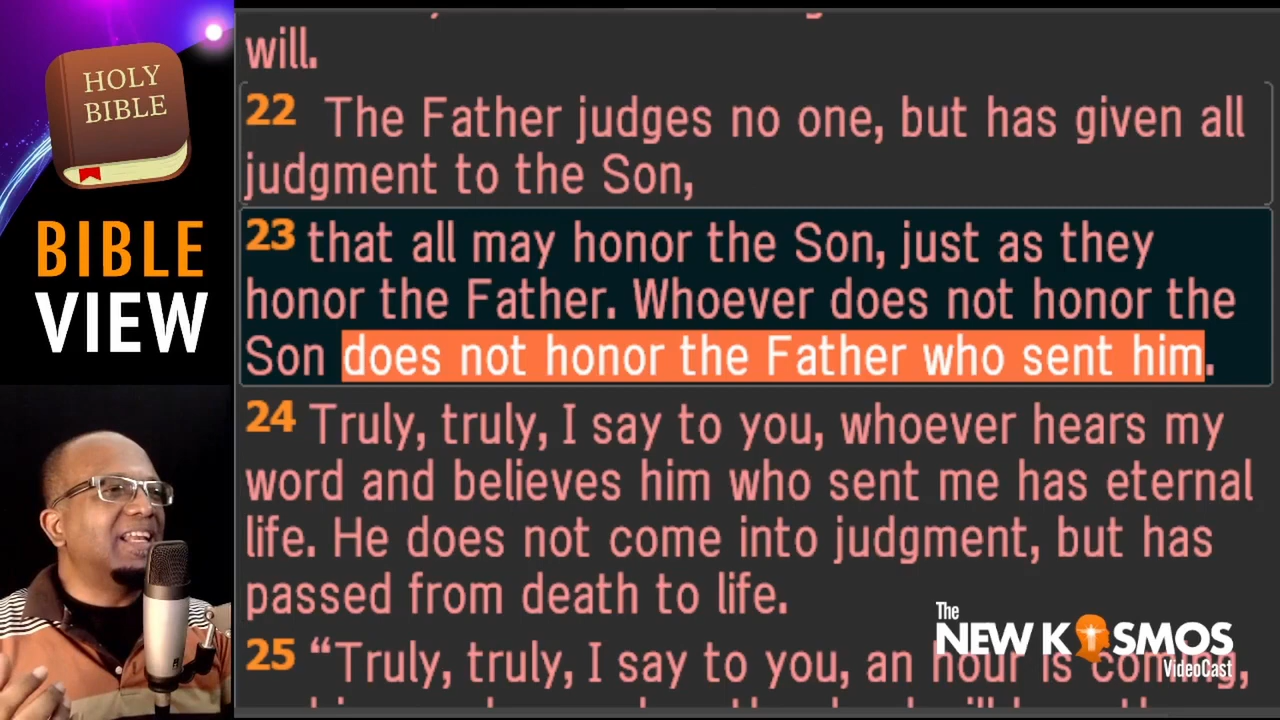 HOLY
BIBLE
BIBLE
VIEW
will.
22 The Father judges no one, but has given all
judgment to the Son,
23 that all may honor the Son, just as they
honor the Father. Whoever does not honor the
Son does not honor the Father who sent him.
24 Truly, truly, I say to you, whoever hears my
word and believes him who sent me has eternal
life. He does not come into judgment, but has
passed from death to life.
25 “Truly, truly, I say to you, an hour is coming,
The
NEW KOSMOS
VideoCast